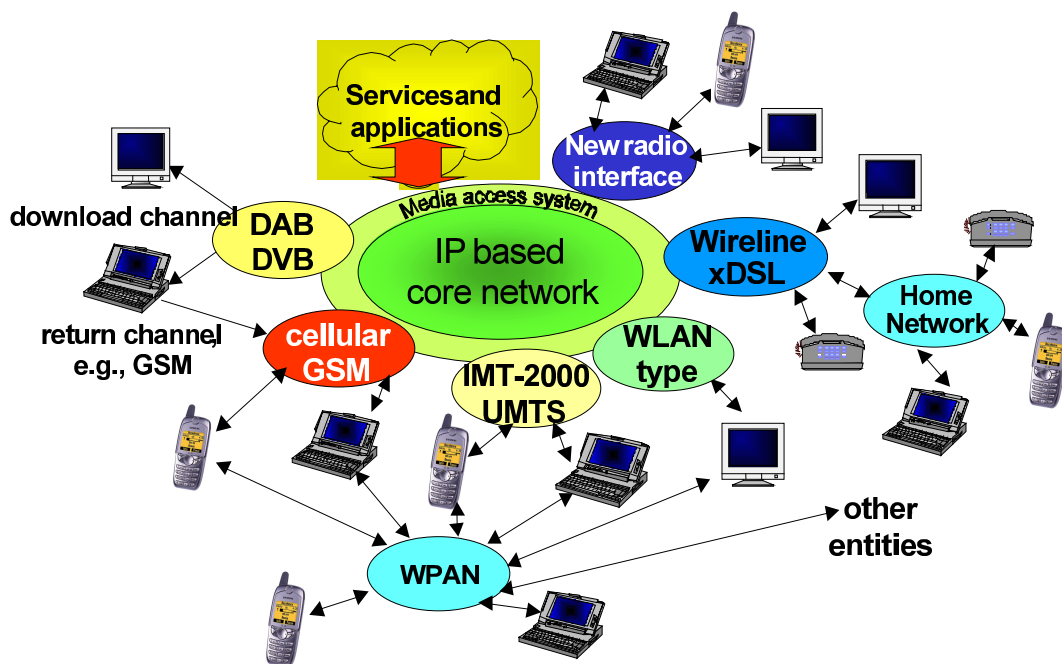 Servicesand
applications
New radio
interface
Media access system
download channel
DAB
DVB
IP based
core network
Wireline
xDSL
Home
Network
return channel,
e.g., GSM
cellular
GSM
WLAN
type
IMT-2000
UMTS
other
entities
WPAN